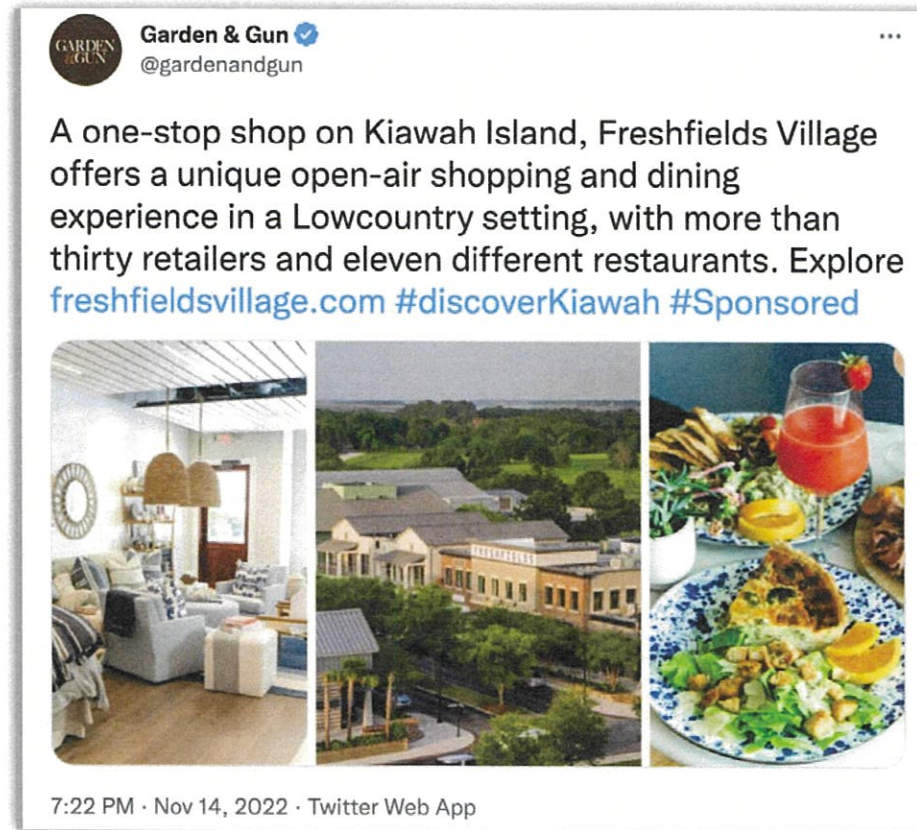 GARDEN
&GUN
Garden & Gun
@gardenandgun
A one-stop shop on Kiawah Island, Freshfields Village
offers a unique open-air shopping and dining
experience in a Lowcountry setting, with more than
thirty retailers and eleven different restaurants. Explore
freshfieldsvillage.com #discoverKiawah #Sponsored
FRESHFIELDS
7:22 PM · Nov 14, 2022 · Twitter Web App